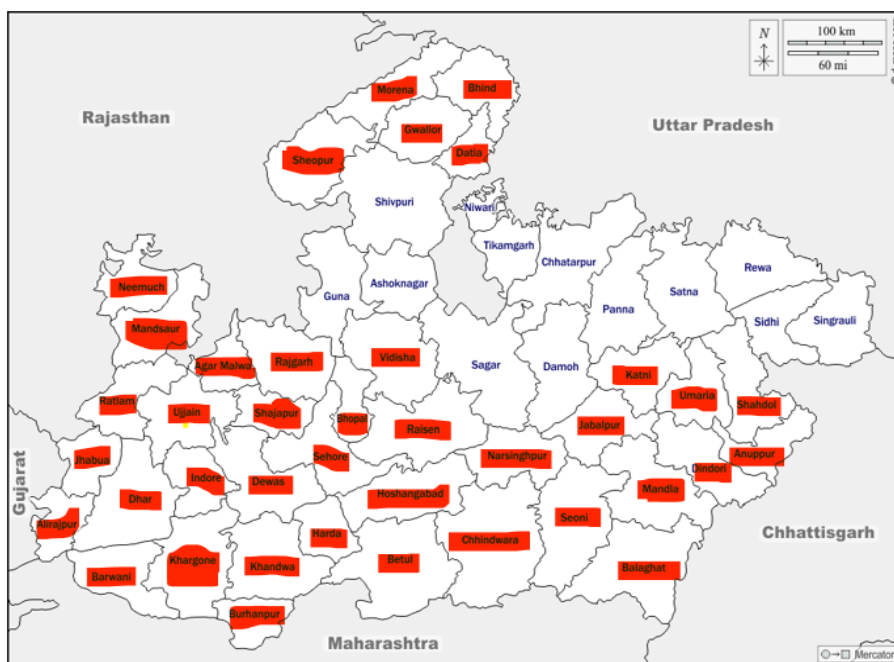 N
100 km
60 mi
Rajasthan
Uttar Pradesh
Morena
Bhind
Gwalior
Datia
Sheopur
Shivpuri
Niwari
Tikamgarh
Chhatarpur
Rewa
Neemuch
Guna
Ashoknagar
Panna
Satna
Sidhi
Singrauli
Mandsaur
Agar Malwa
Rajgarh
Vidisha
Sagar
Damoh
Katni
Umaria
Shahdol
Ratlam
Ujjain
Shajapur
Bhopal
Raisen
Jabalpur
Gujarat
Jhabua
Indore
Dewas
Sehore
Narsinghpur
Anuppur
Dindori
Dhar
Hoshangabad
Mandla
Alirajpur
Harda
Seoni
Chhattisgarh
Khargone
Khandwa
Betul
Chhindwara
Barwani
Balaghat
Burhanpur
Maharashtra
Mercator